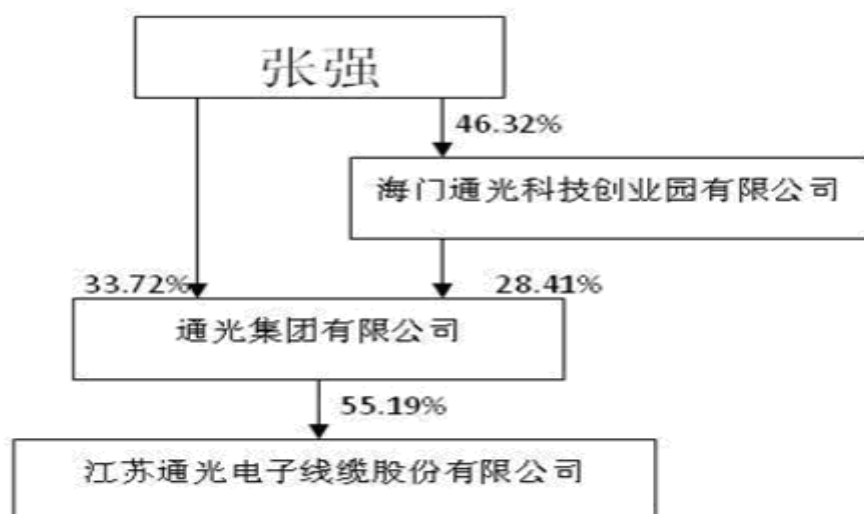 张强
46.32%
海门通光科技创业园有限公司
33.72%
28.41%
通光集团有限公司
55.19%
江苏通光电子线缆股份有限公司